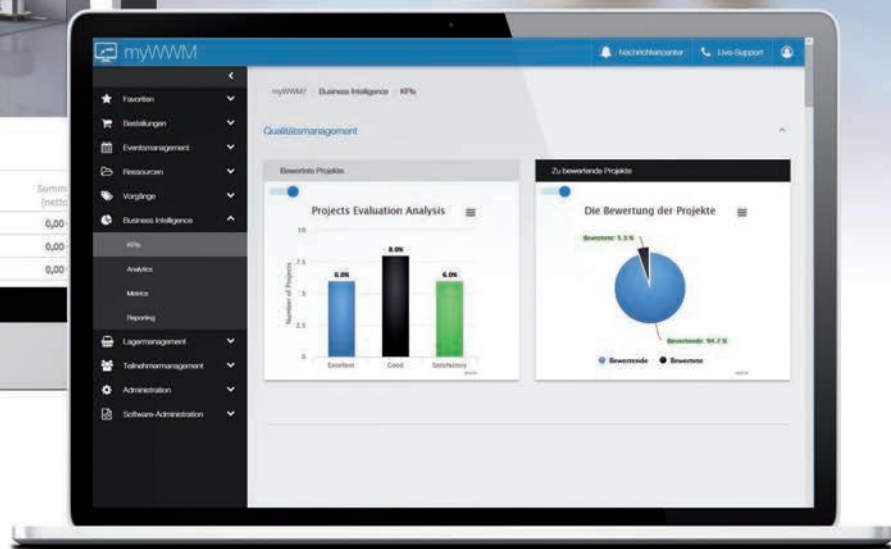 myWWM
Nachrichtencenter
Live-Support
Favoriten
Bestellungen
Eventsmanagement
Ressourcen
Vorgänge
Business Intelligence
KPIs
Analytics
Metrics
Reporting
Lagermanagement
Teilnehmermanagement
Administration
Software-Administration
myWWM/ Business Intelligence KPIs
Qualitätsmanagement
Bewertete Projekte
Projects Evaluation Analysis
Number of Projects
10
7.5
5
2.5
0
6.0%
8.0%
6.0%
Excellent Good Satisfactory
Zu bewertende Projekte
Die Bewertung der Projekte
Bewertete: 5.3 %
Bewertende: 94.7 %
Bewertende Bewertete
Summ
(netto
0,00
0,00
0,00